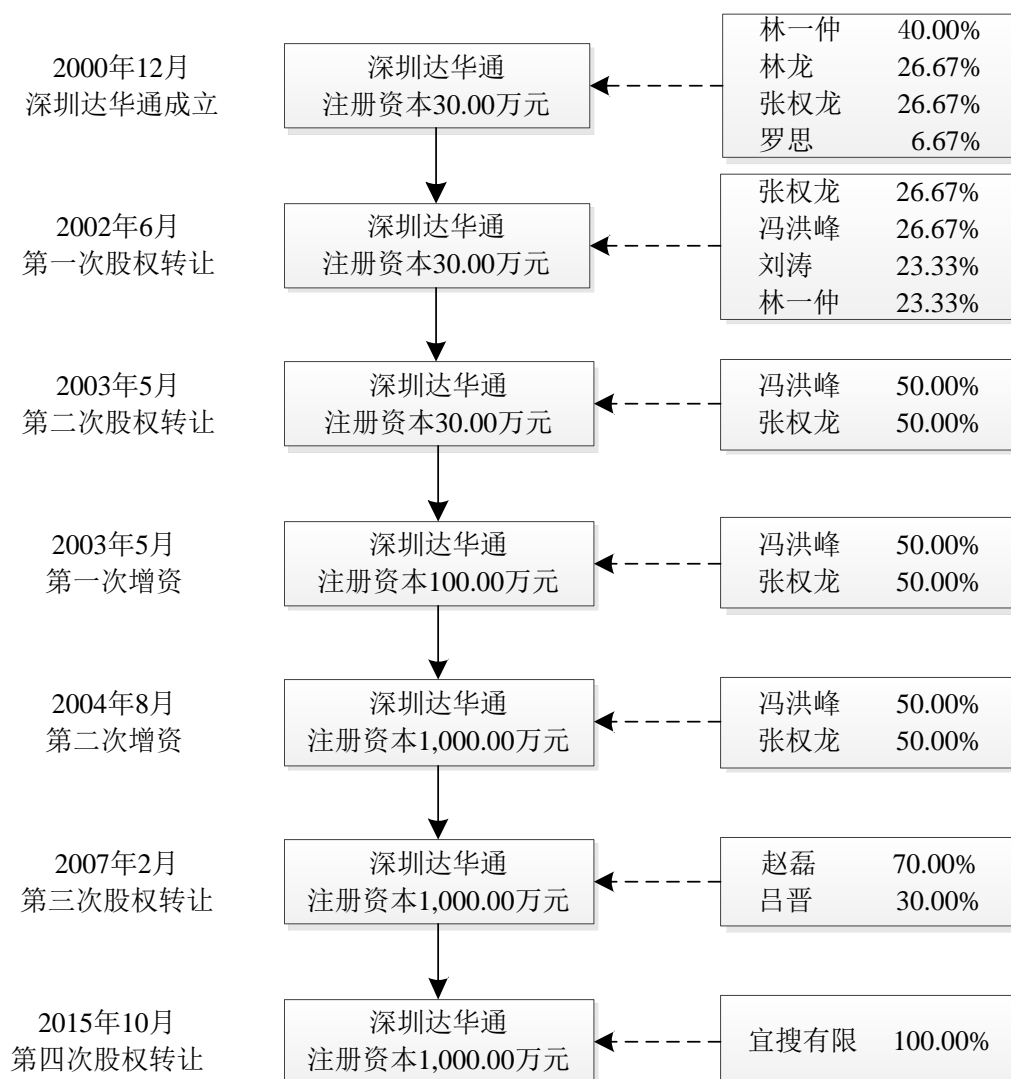 2000年12月
深圳达华通成立
深圳达华通
注册资本30.00万元
林一仲 40.00%
林龙 26.67%
张权龙 26.67%
罗思 6.67%
2002年6月
第一次股权转让
深圳达华通
注册资本30.00万元
张权龙 26.67%
冯洪峰 26.67%
刘涛 23.33%
林一仲 23.33%
2003年5月
第二次股权转让
深圳达华通
注册资本30.00万元
冯洪峰 50.00%
张权龙 50.00%
2003年5月
第一次增资
深圳达华通
注册资本100.00万元
冯洪峰 50.00%
张权龙 50.00%
2004年8月
第二次增资
深圳达华通
注册资本1,000.00万元
冯洪峰 50.00%
张权龙 50.00%
2007年2月
第三次股权转让
深圳达华通
注册资本1,000.00万元
赵磊 70.00%
吕晋 30.00%
2015年10月
第四次股权转让
深圳达华通
注册资本1,000.00万元
宜搜有限 100.00%